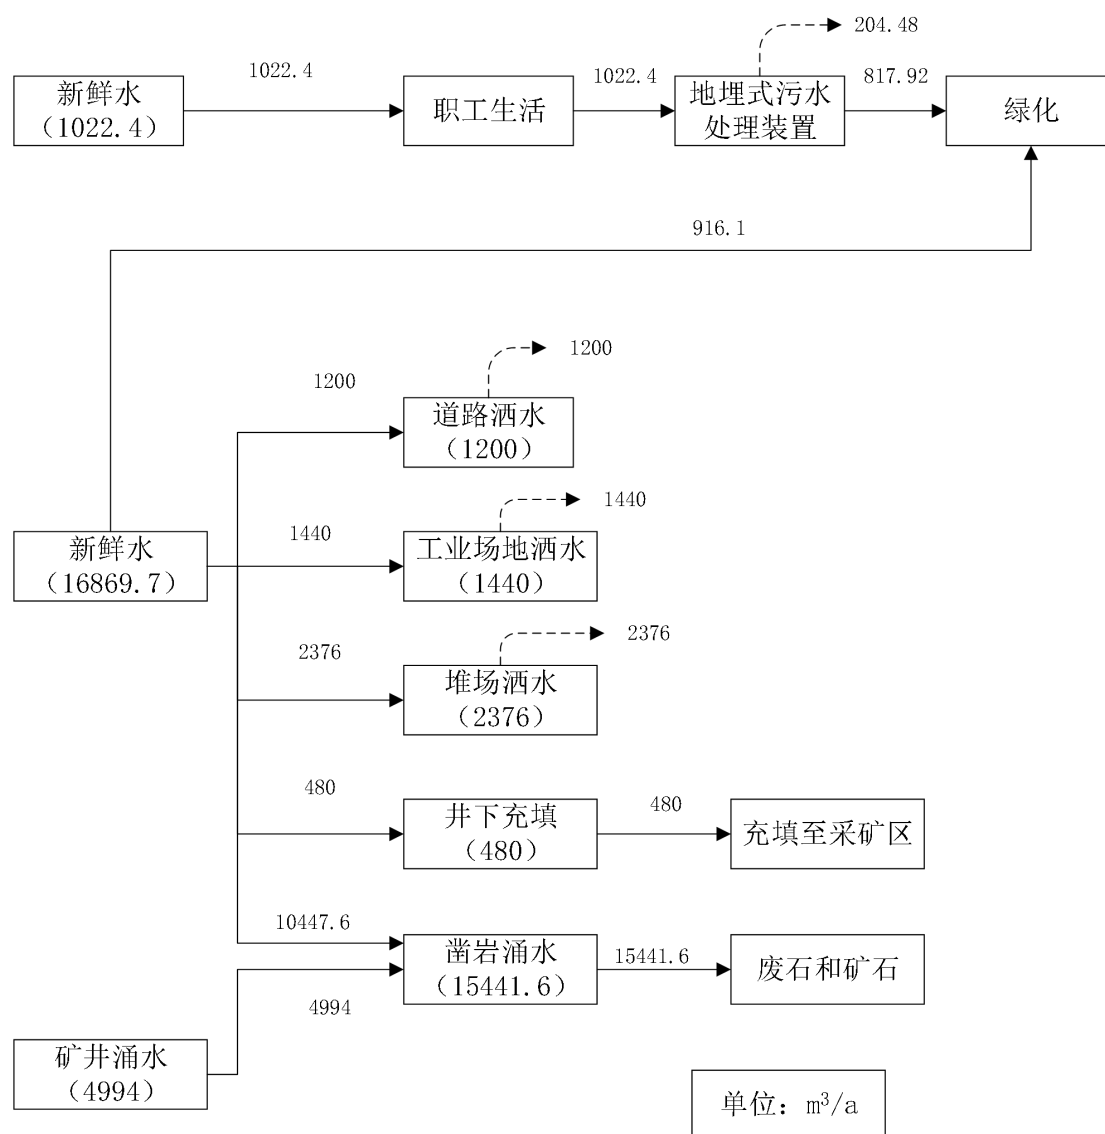 204.48
1022.4
1022.4
817.92
新鲜水
（1022.4）
职工生活
地埋式污水
处理装置
绿化
916.1
1200
1200
道路洒水
（1200）
1440
1440
新鲜水
（16869.7）
工业场地洒水
（1440）
2376
2376
堆场洒水
（2376）
480
480
井下充填
（480）
充填至采矿区
10447.6
15441.6
凿岩涌水
（15441.6）
废石和矿石
4994
矿井涌水
（4994）
单位：m³/a